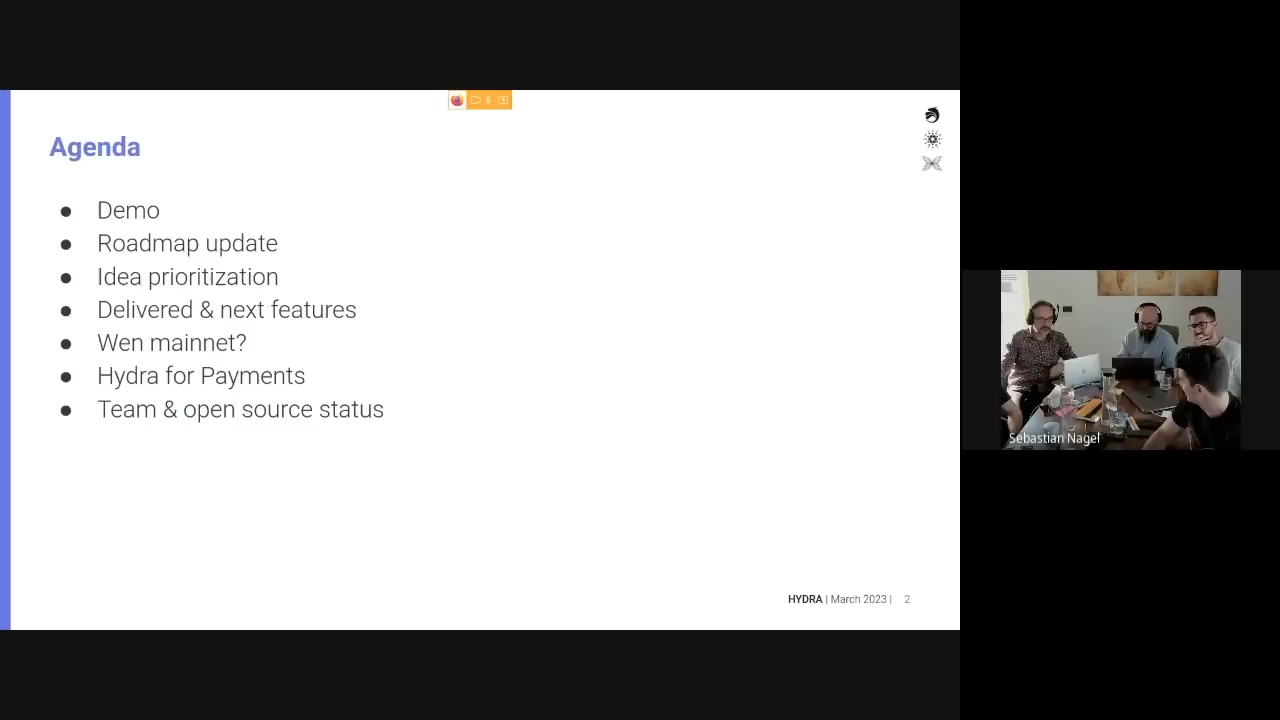 Agenda
● Demo
● Roadmap update
● Idea prioritization
● Delivered & next features
● Wen mainnet?
● Hydra for Payments
● Team & open source status
HYDRA | March 2023 | 2
Sebastian Nagel